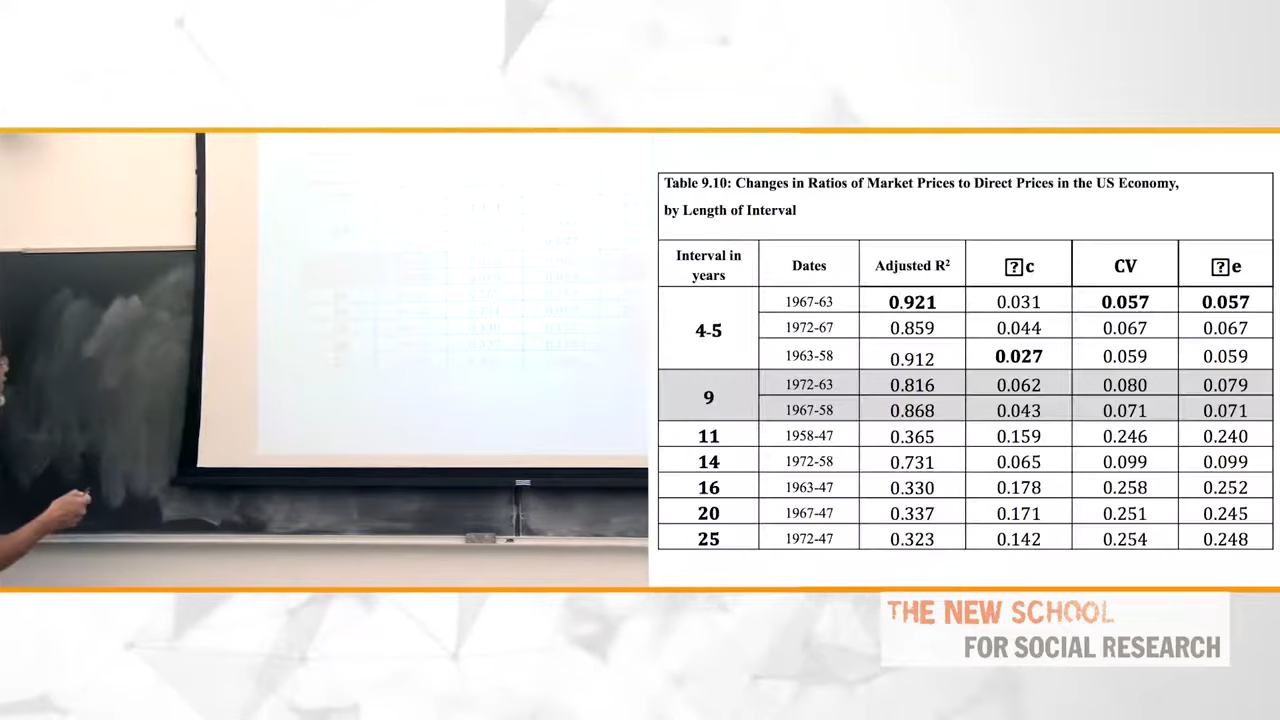 Table 9.10: Changes in Ratios of Market Prices to Direct Prices in the US Economy,
by Length of Interval
Interval in years Dates Adjusted R² c CV e
4-5 1967-63 0.921 0.031 0.057 0.057
1972-67 0.859 0.044 0.067 0.067
1963-58 0.912 0.027 0.059 0.059
9 1972-63 0.816 0.062 0.080 0.079
1967-58 0.868 0.043 0.071 0.071
11 1958-47 0.365 0.159 0.246 0.240
14 1972-58 0.731 0.065 0.099 0.099
16 1963-47 0.330 0.178 0.258 0.252
20 1967-47 0.337 0.171 0.251 0.245
25 1972-47 0.323 0.142 0.254 0.248
THE NEW SCHOOL
FOR SOCIAL RESEARCH